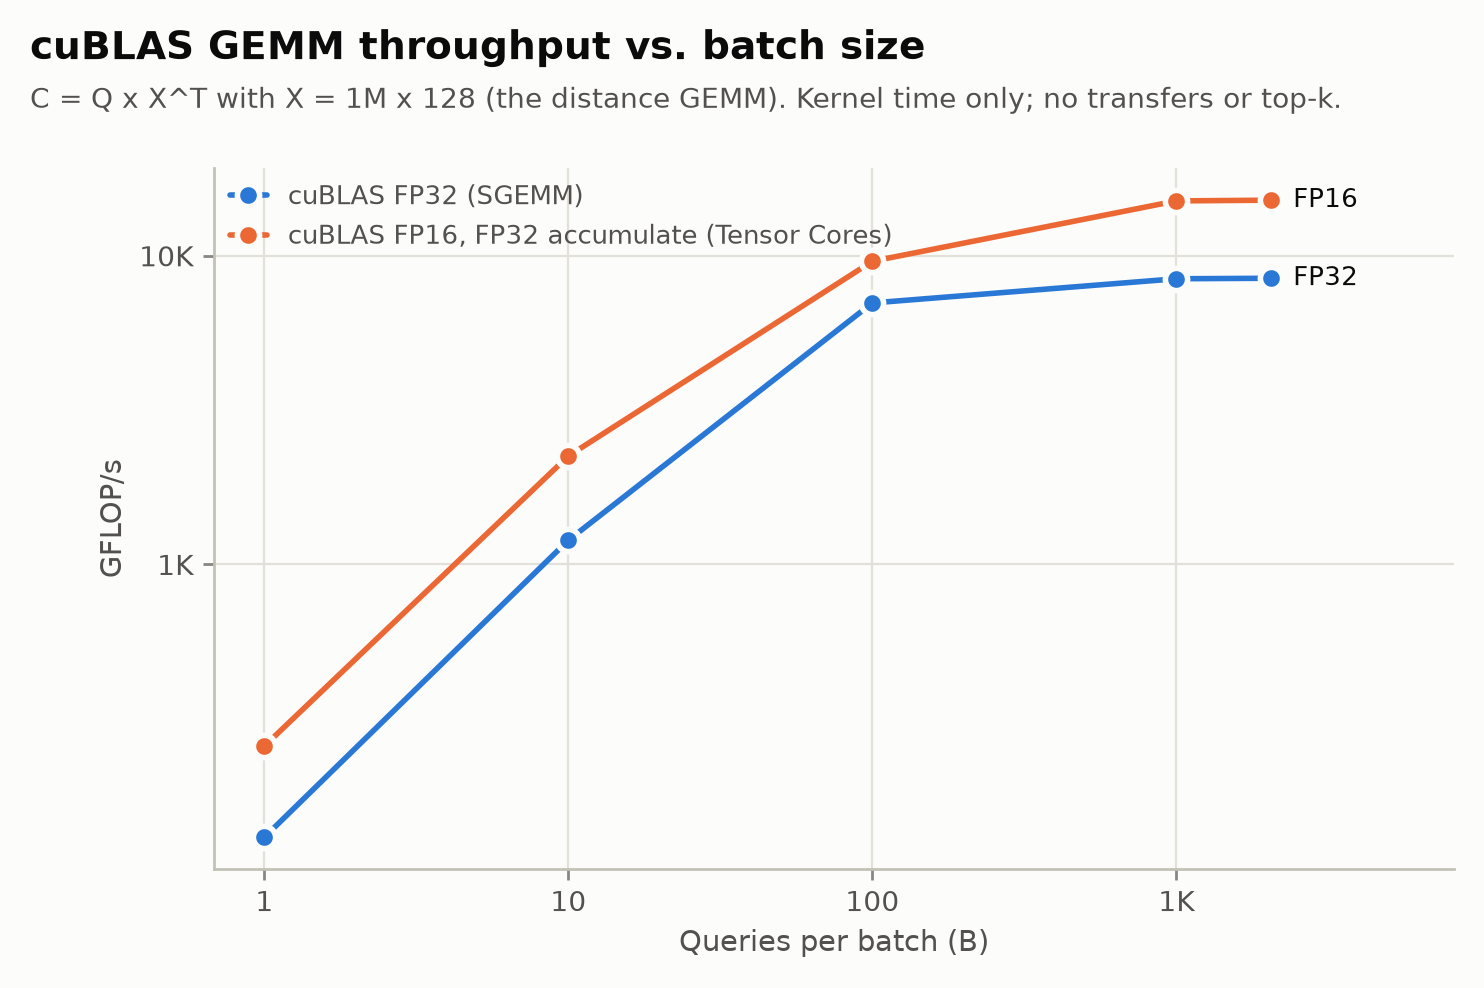 cuBLAS GEMM throughput vs. batch size
C = Q x X^T with X = 1M x 128 (the distance GEMM). Kernel time only; no transfers or top-k.
cuBLAS FP32 (SGEMM)
cuBLAS FP16, FP32 accumulate (Tensor Cores)
FP16
FP32
10K
1K
GFLOP/s
1
10
100
1K
Queries per batch (B)